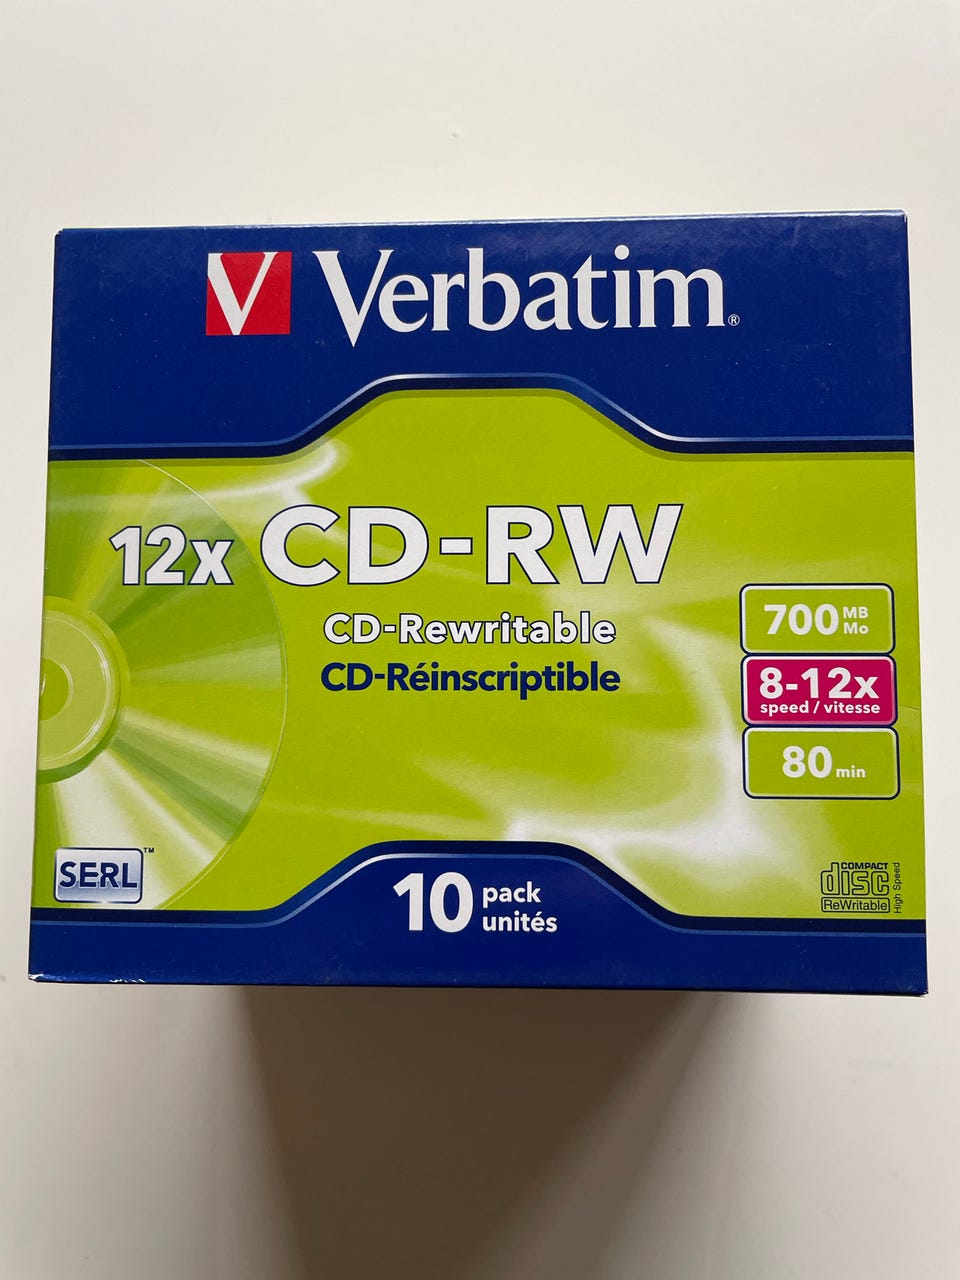 V Verbatim®
12x CD-RW
CD-Rewritable
CD-Réinscriptible
700 MB
Mo
8-12x
speed / vitesse
80 min
SERL™
10 pack
unités
COMPACT
disc
ReWritable
High Speed